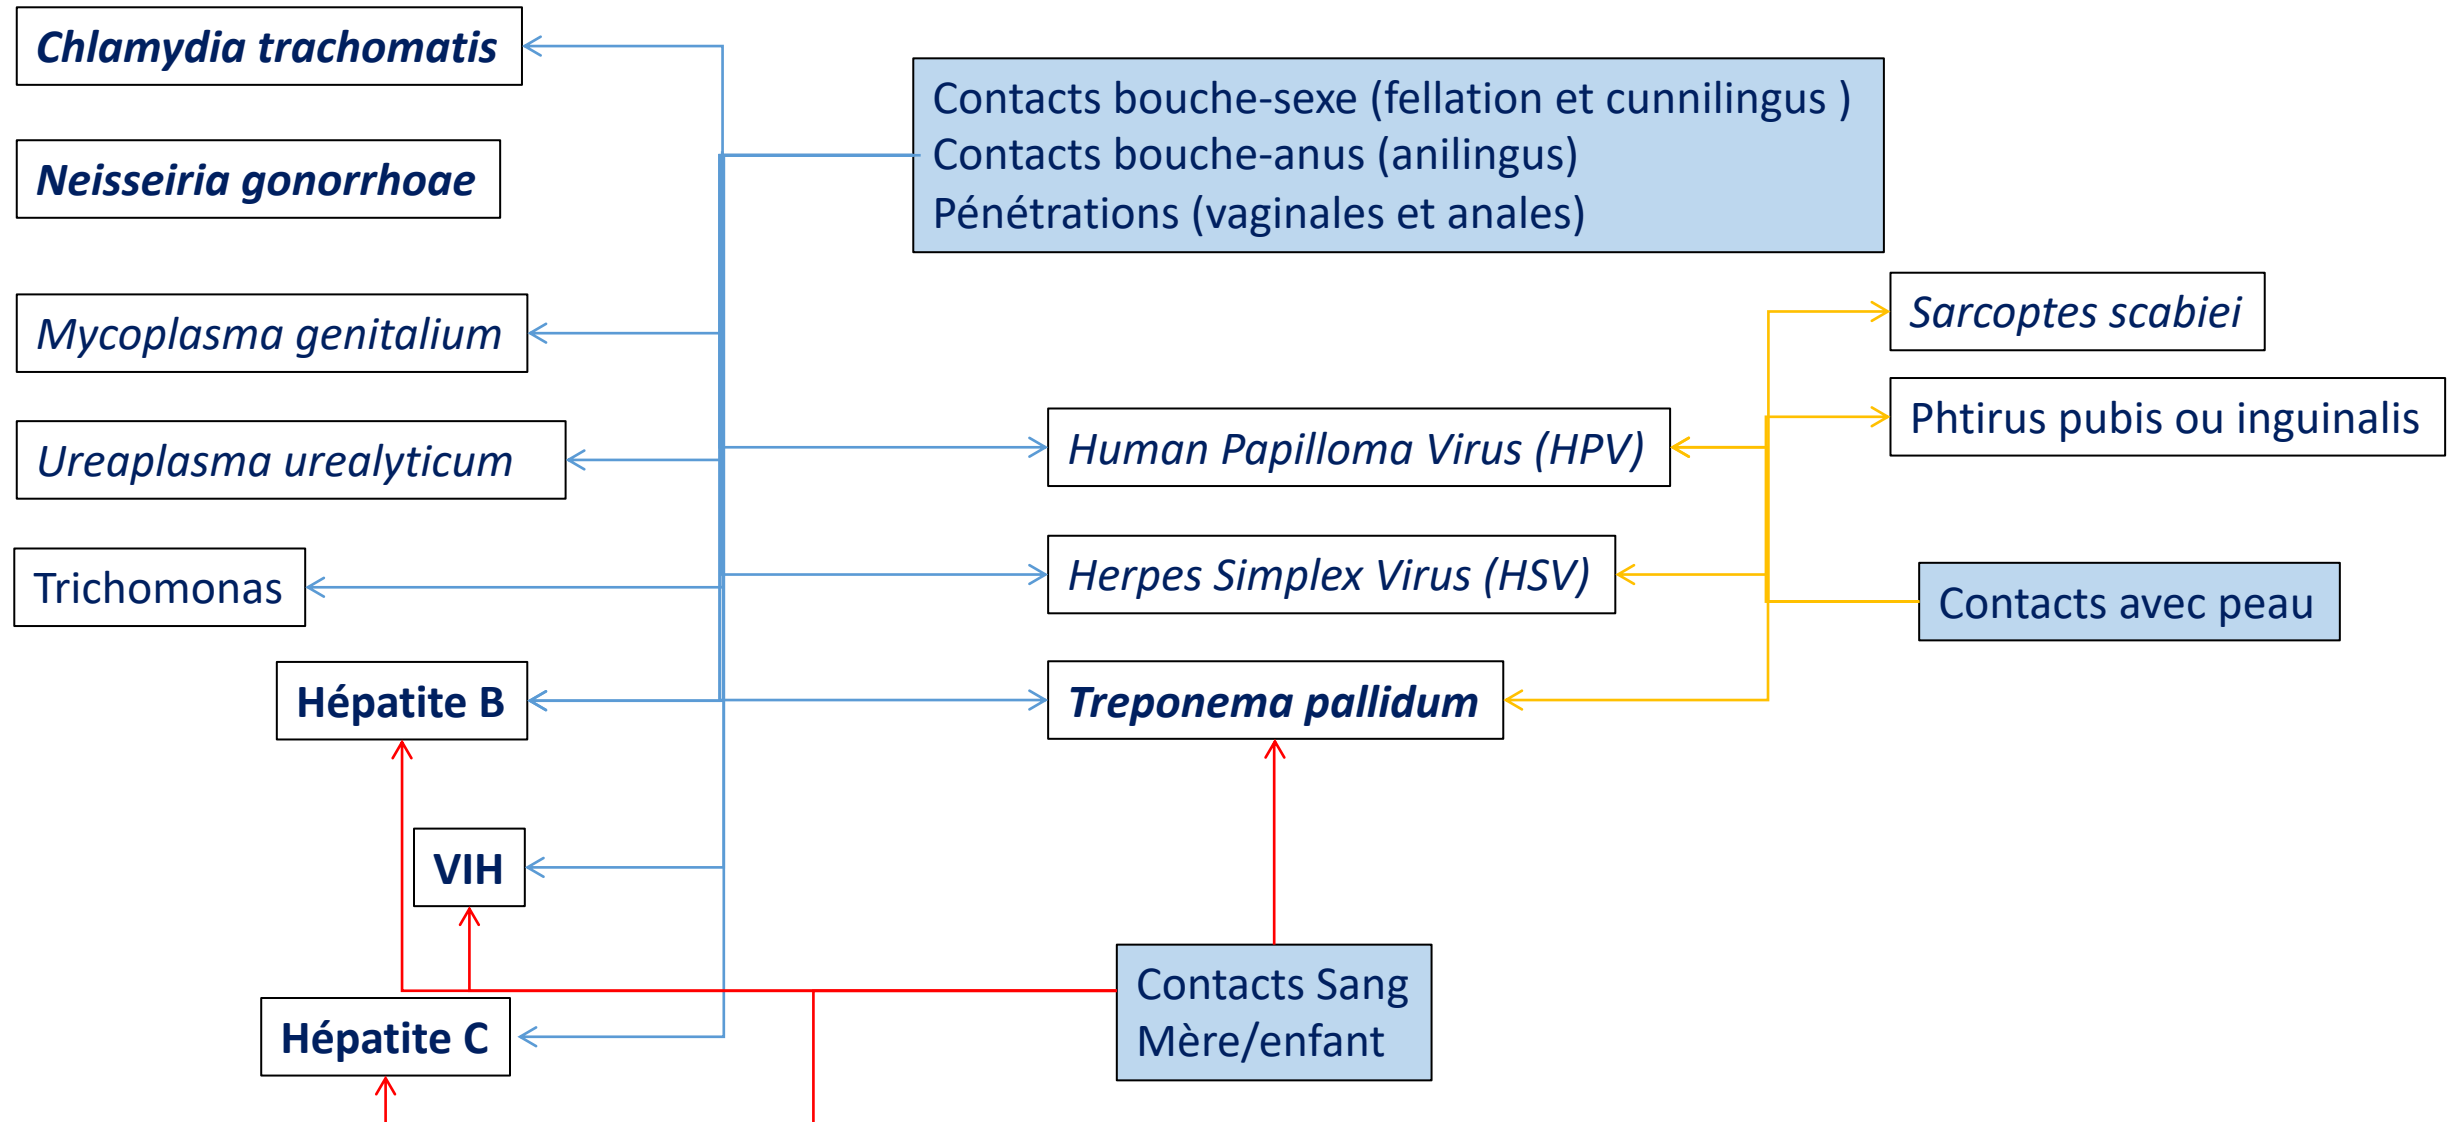 Chlamydia trachomatis
Contacts bouche-sexe (fellation et cunnilingus )
Contacts bouche-anus (anilingus)
Pénétrations (vaginales et anales)
Neisseiria gonorrhoae
Mycoplasma genitalium
Sarcoptes scabiei
Phtirus pubis ou inguinalis
Ureaplasma urealyticum
Human Papilloma Virus (HPV)
Trichomonas
Herpes Simplex Virus (HSV)
Contacts avec peau
Hépatite B
Treponema pallidum
VIH
Contacts Sang
Mère/enfant
Hépatite C